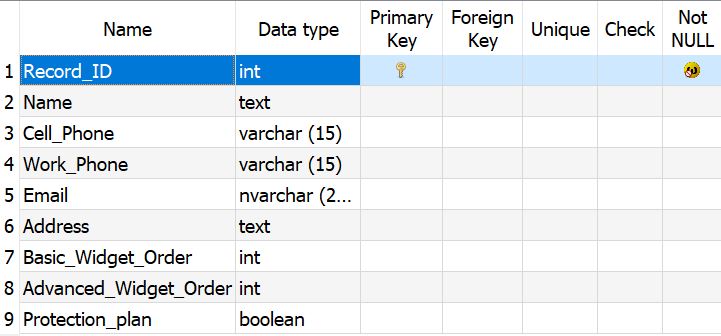 Name Data type Primary Key Foreign Key Unique Check Not NULL
1 Record_ID int
2 Name text
3 Cell_Phone varchar (15)
4 Work_Phone varchar (15)
5 Email nvarchar (2...
6 Address text
7 Basic_Widget_Order int
8 Advanced_Widget_Order int
9 Protection_plan boolean